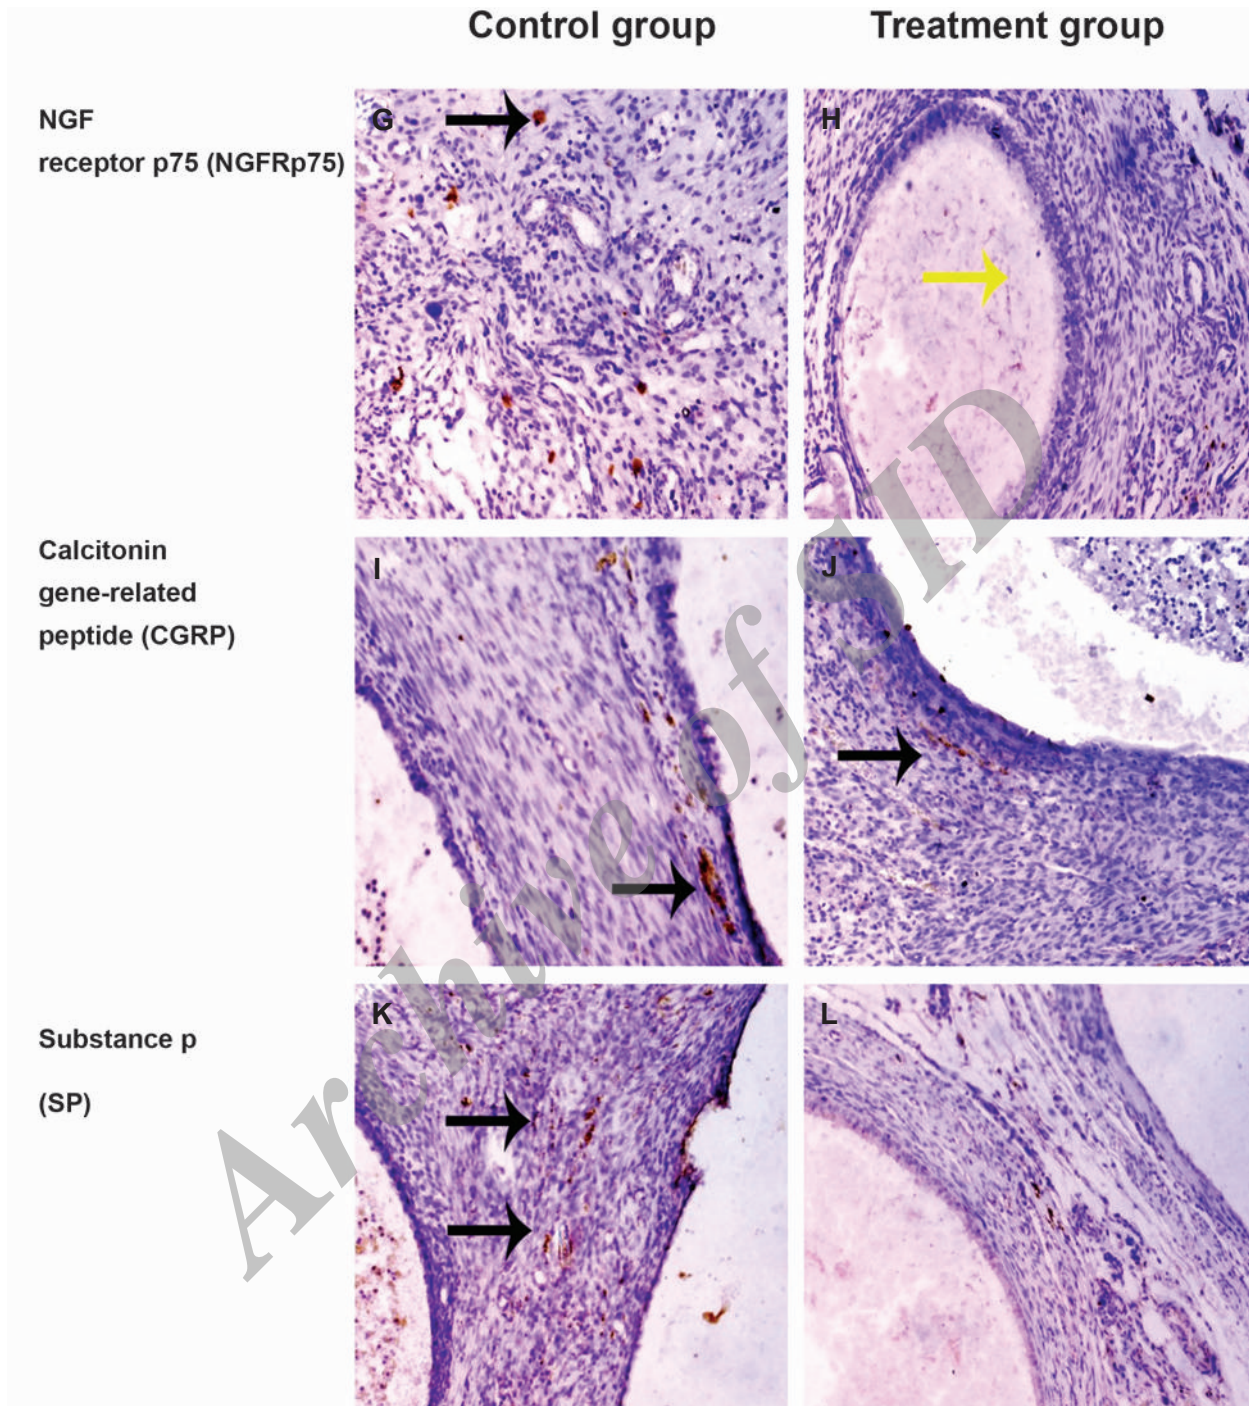 Control group
Treatment group
NGF
receptor p75 (NGFRp75)
G
H
Calcitonin
gene-related
peptide (CGRP)
I
J
Substance p
(SP)
K
L
Archive of SID